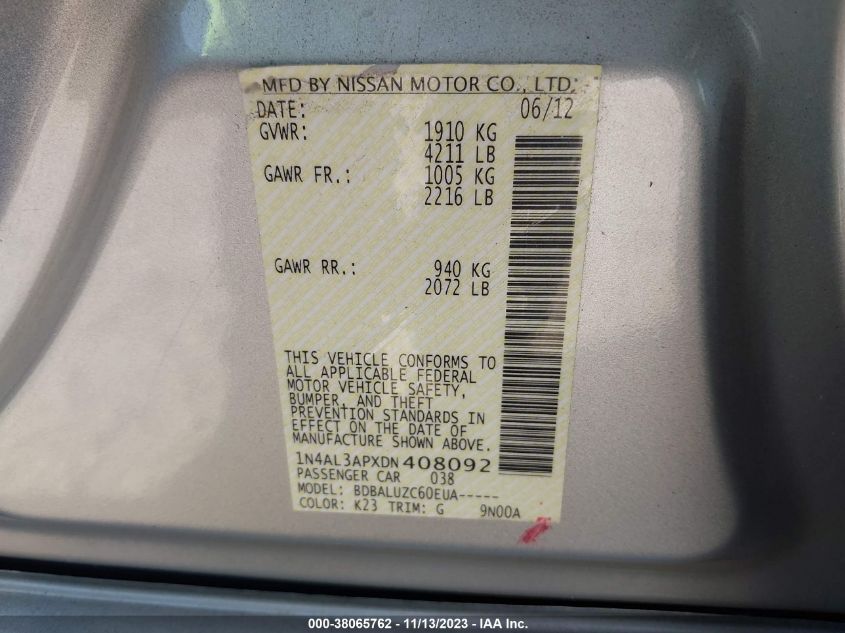 MFD BY NISSAN MOTOR CO., LTD.
DATE: 06/12
GVWR: 1910 KG
4211 LB
GAWR FR.: 1005 KG
2216 LB
GAWR RR.: 940 KG
2072 LB
THIS VEHICLE CONFORMS TO
ALL APPLICABLE FEDERAL
MOTOR VEHICLE SAFETY,
BUMPER, AND THEFT
PREVENTION STANDARDS IN
EFFECT ON THE DATE OF
MANUFACTURE SHOWN ABOVE.
1N4AL3APXDN408092
PASSENGER CAR 038
MODEL: BDBALUZC60EUA-----
COLOR: K23 TRIM: G 9N00A
000-38065762 - 11/13/2023 - IAA Inc.